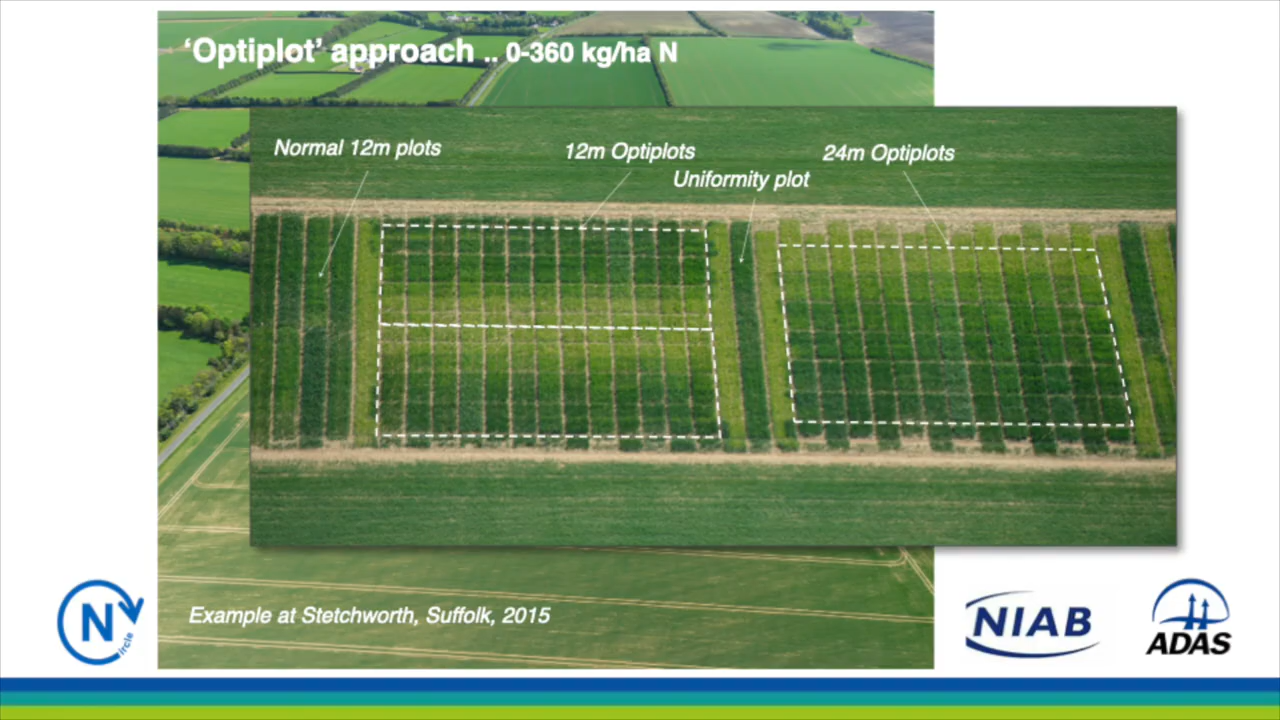 ‘Optiplot’ approach .. 0-360 kg/ha N
Normal 12m plots
12m Optiplots
24m Optiplots
Uniformity plot
Example at Stetchworth, Suffolk, 2015
N
ircle
NIAB
ADAS